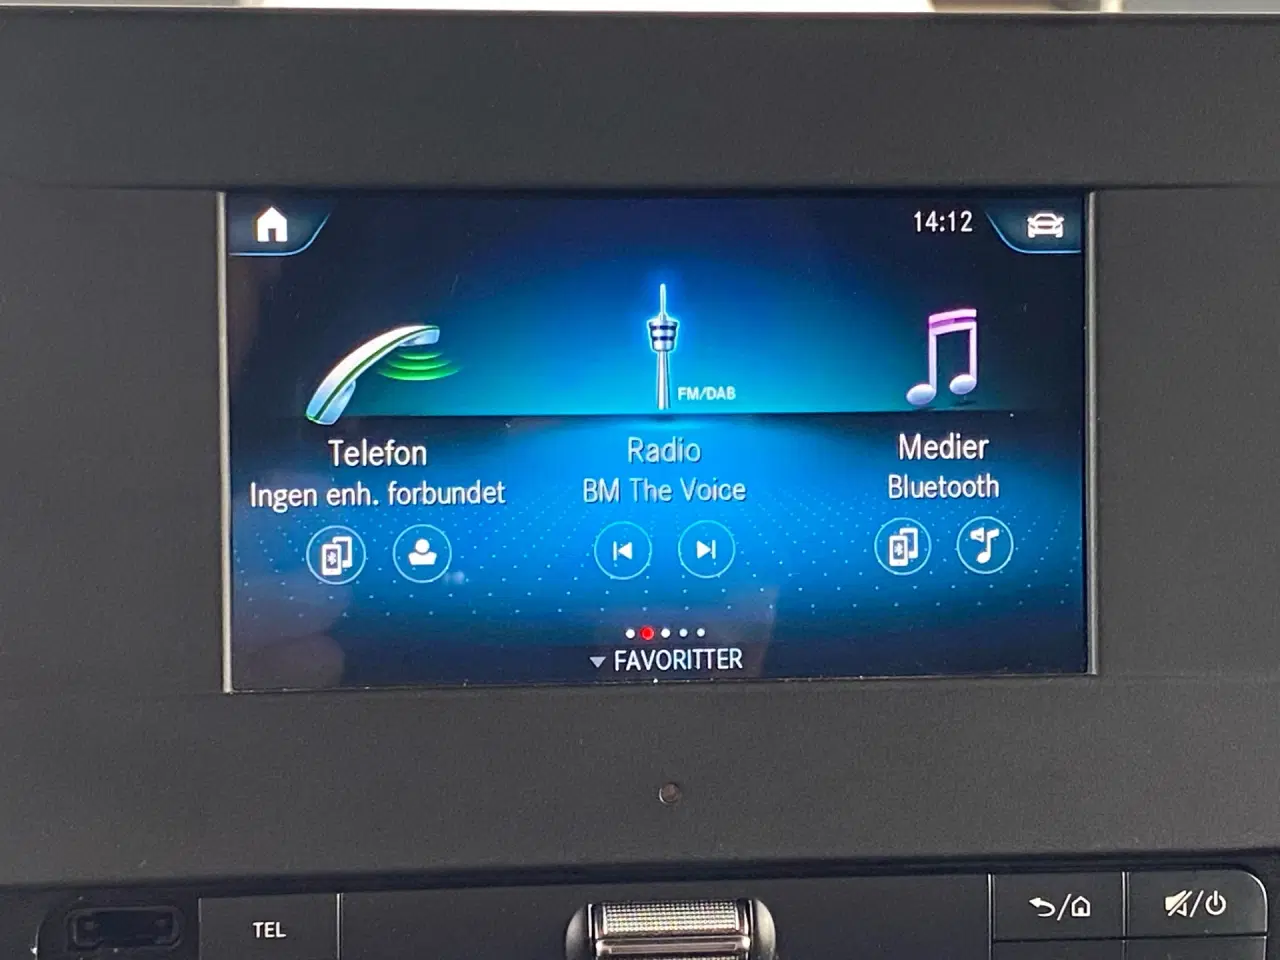 14:12
FM/DAB
Telefon
Ingen enh. forbundet
Radio
BM The Voice
Medier
Bluetooth
FAVORITTER
TEL